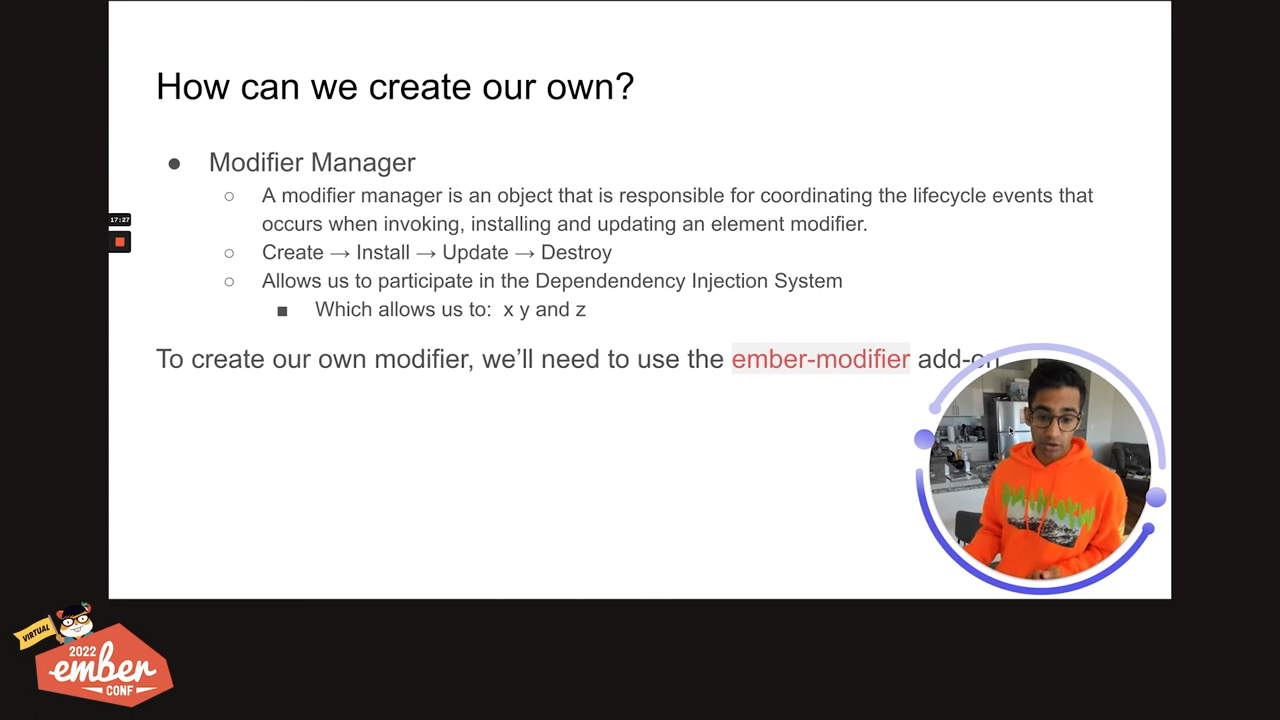 How can we create our own?
● Modifier Manager
○ A modifier manager is an object that is responsible for coordinating the lifecycle events that
occurs when invoking, installing and updating an element modifier.
○ Create → Install → Update → Destroy
○ Allows us to participate in the Dependendency Injection System
■ Which allows us to: x y and z
To create our own modifier, we’ll need to use the ember-modifier add-on
17:27
VIRTUAL
2022
ember
CONF